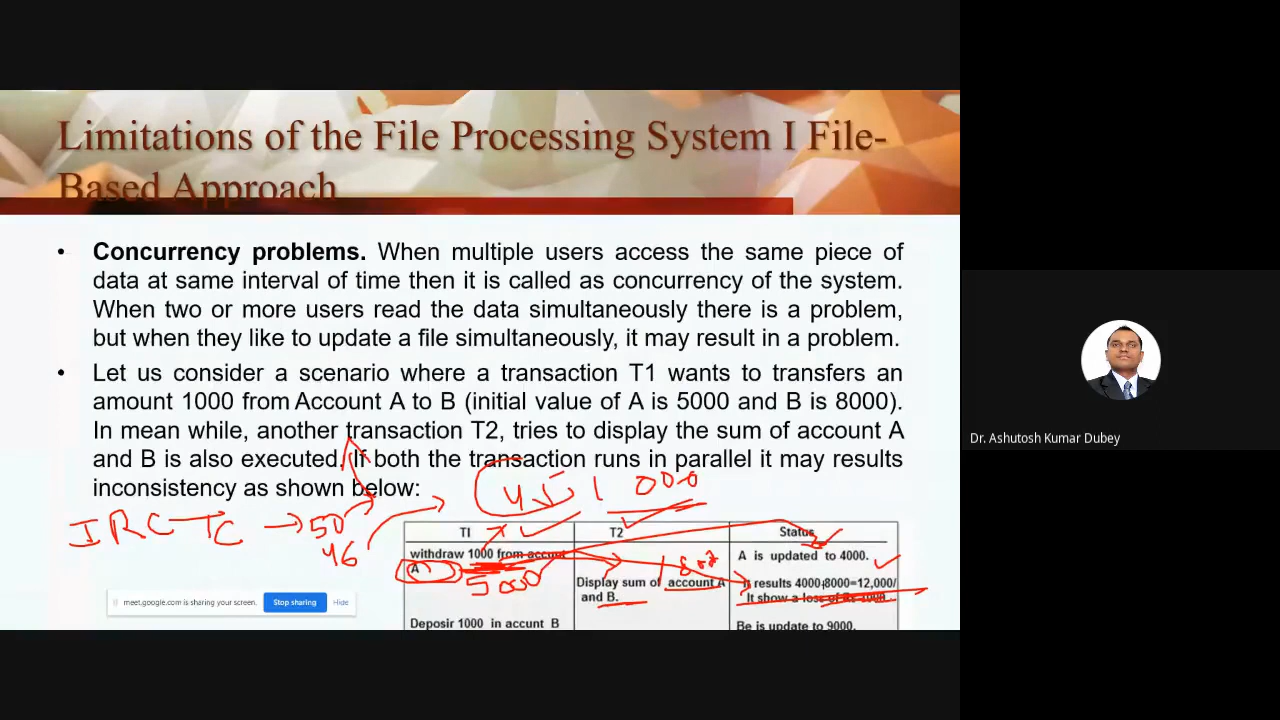 Limitations of the File Processing System I File-
Based Approach
• Concurrency problems. When multiple users access the same piece of
data at same interval of time then it is called as concurrency of the system.
When two or more users read the data simultaneously there is a problem,
but when they like to update a file simultaneously, it may result in a problem.
• Let us consider a scenario where a transaction T1 wants to transfers an
amount 1000 from Account A to B (initial value of A is 5000 and B is 8000).
In mean while, another transaction T2, tries to display the sum of account A
and B is also executed. If both the transaction runs in parallel it may results
inconsistency as shown below:
1000
IRCTC → 50
46
T1 T2 Status
withdraw 1000 from accunt
A
A is updated to 4000.
5000
Display sum of account A
and B.
It results 4000+8000=12,000/
It show a loss of Rs 1000.
Deposir 1000 in accunt B
Be is update to 9000.
meet.google.com is sharing your screen. Stop sharing Hide
Dr. Ashutosh Kumar Dubey